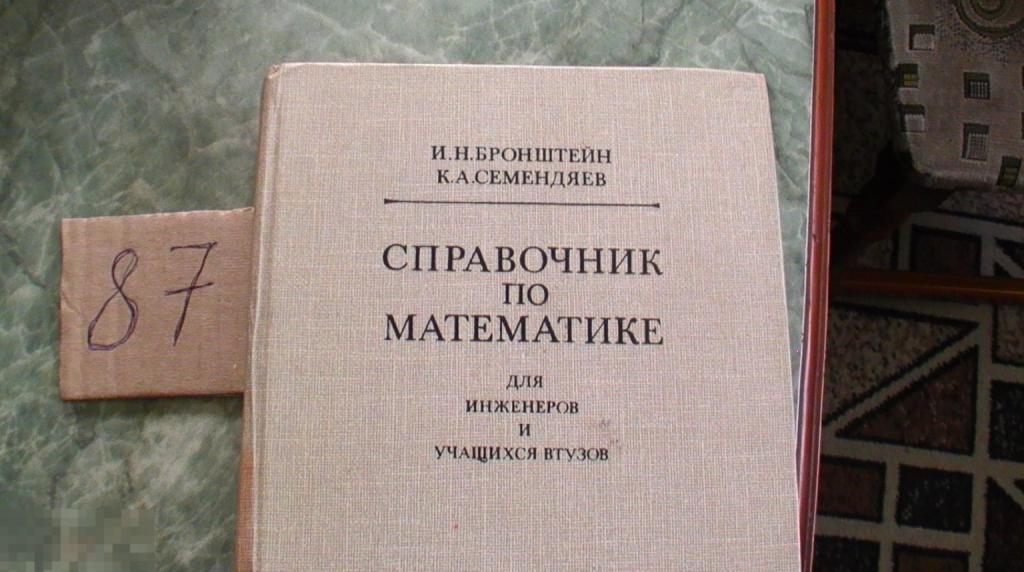 87
И.Н.БРОНШТЕЙН
К.А.СЕМЕНДЯЕВ
СПРАВОЧНИК
ПО
МАТЕМАТИКЕ
ДЛЯ
ИНЖЕНЕРОВ
И
УЧАЩИХСЯ ВТУЗОВ